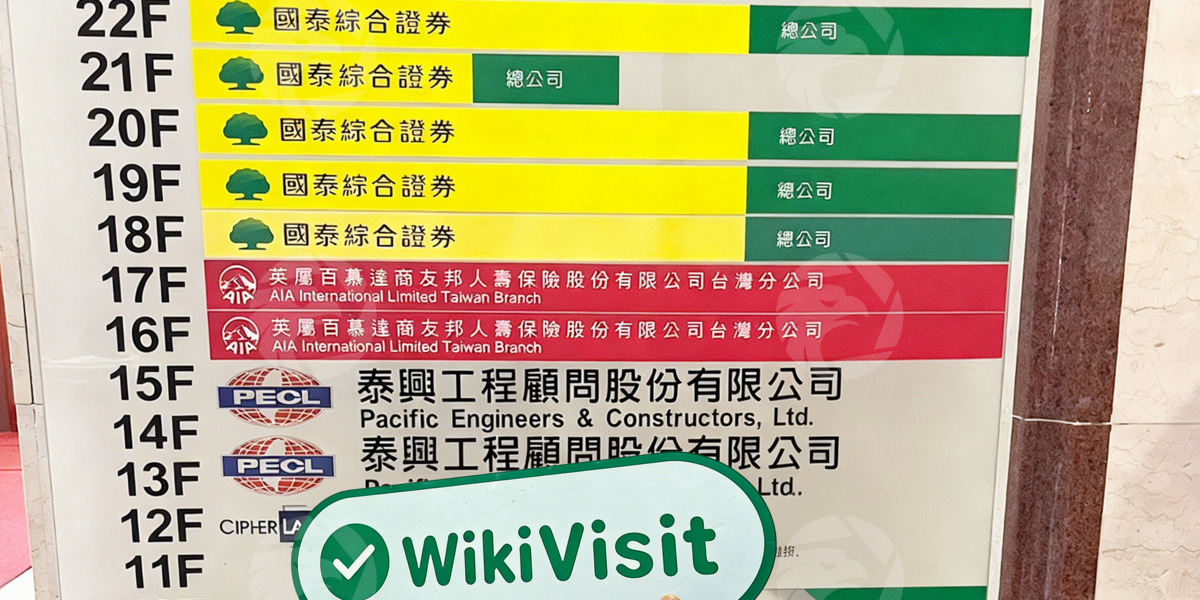 22F 國泰綜合證券 總公司
21F 國泰綜合證券 總公司
20F 國泰綜合證券 總公司
19F 國泰綜合證券 總公司
18F 國泰綜合證券 總公司
17F AIA 英屬百慕達商友邦人壽保險股份有限公司台灣分公司
AIA International Limited Taiwan Branch
16F AIA 英屬百慕達商友邦人壽保險股份有限公司台灣分公司
AIA International Limited Taiwan Branch
15F PECL 泰興工程顧問股份有限公司
Pacific Engineers & Constructors, Ltd.
14F
13F PECL 泰興工程顧問股份有限公司
Ltd..
12F CIPHER
11F
WikiVisit